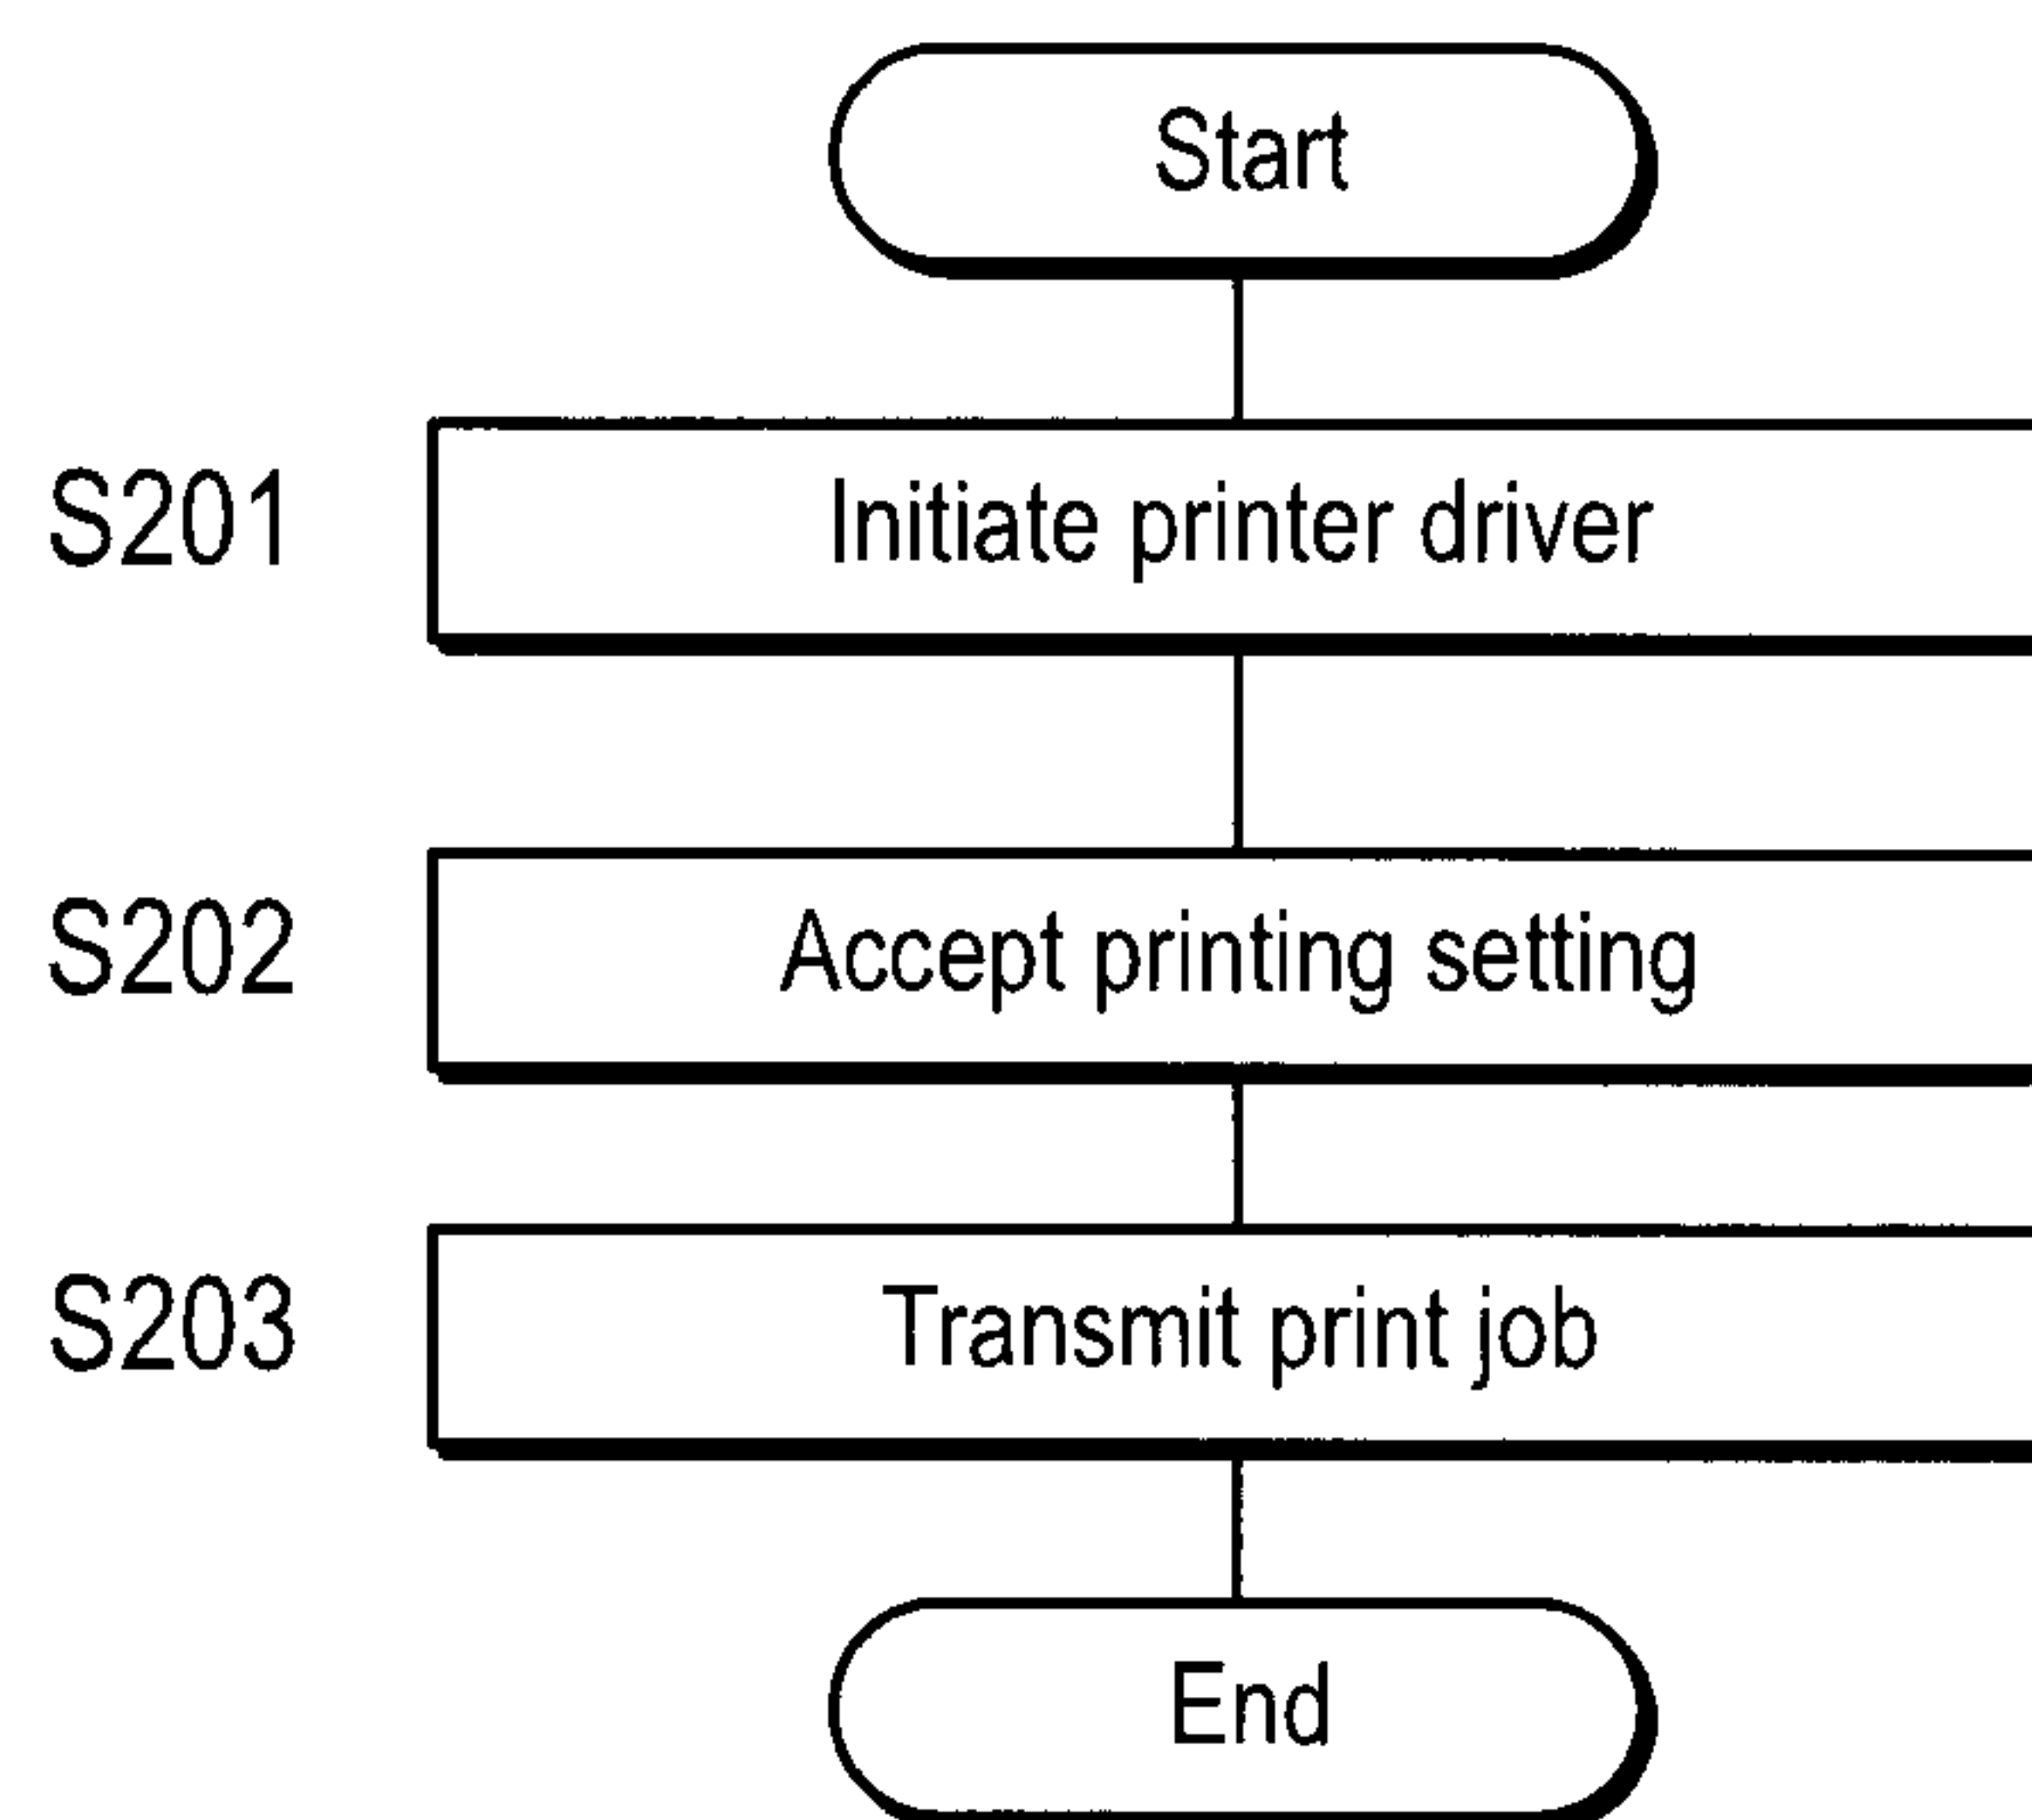 Start
S201 Initiate printer driver
S202 Accept printing setting
S203 Transmit print job
End